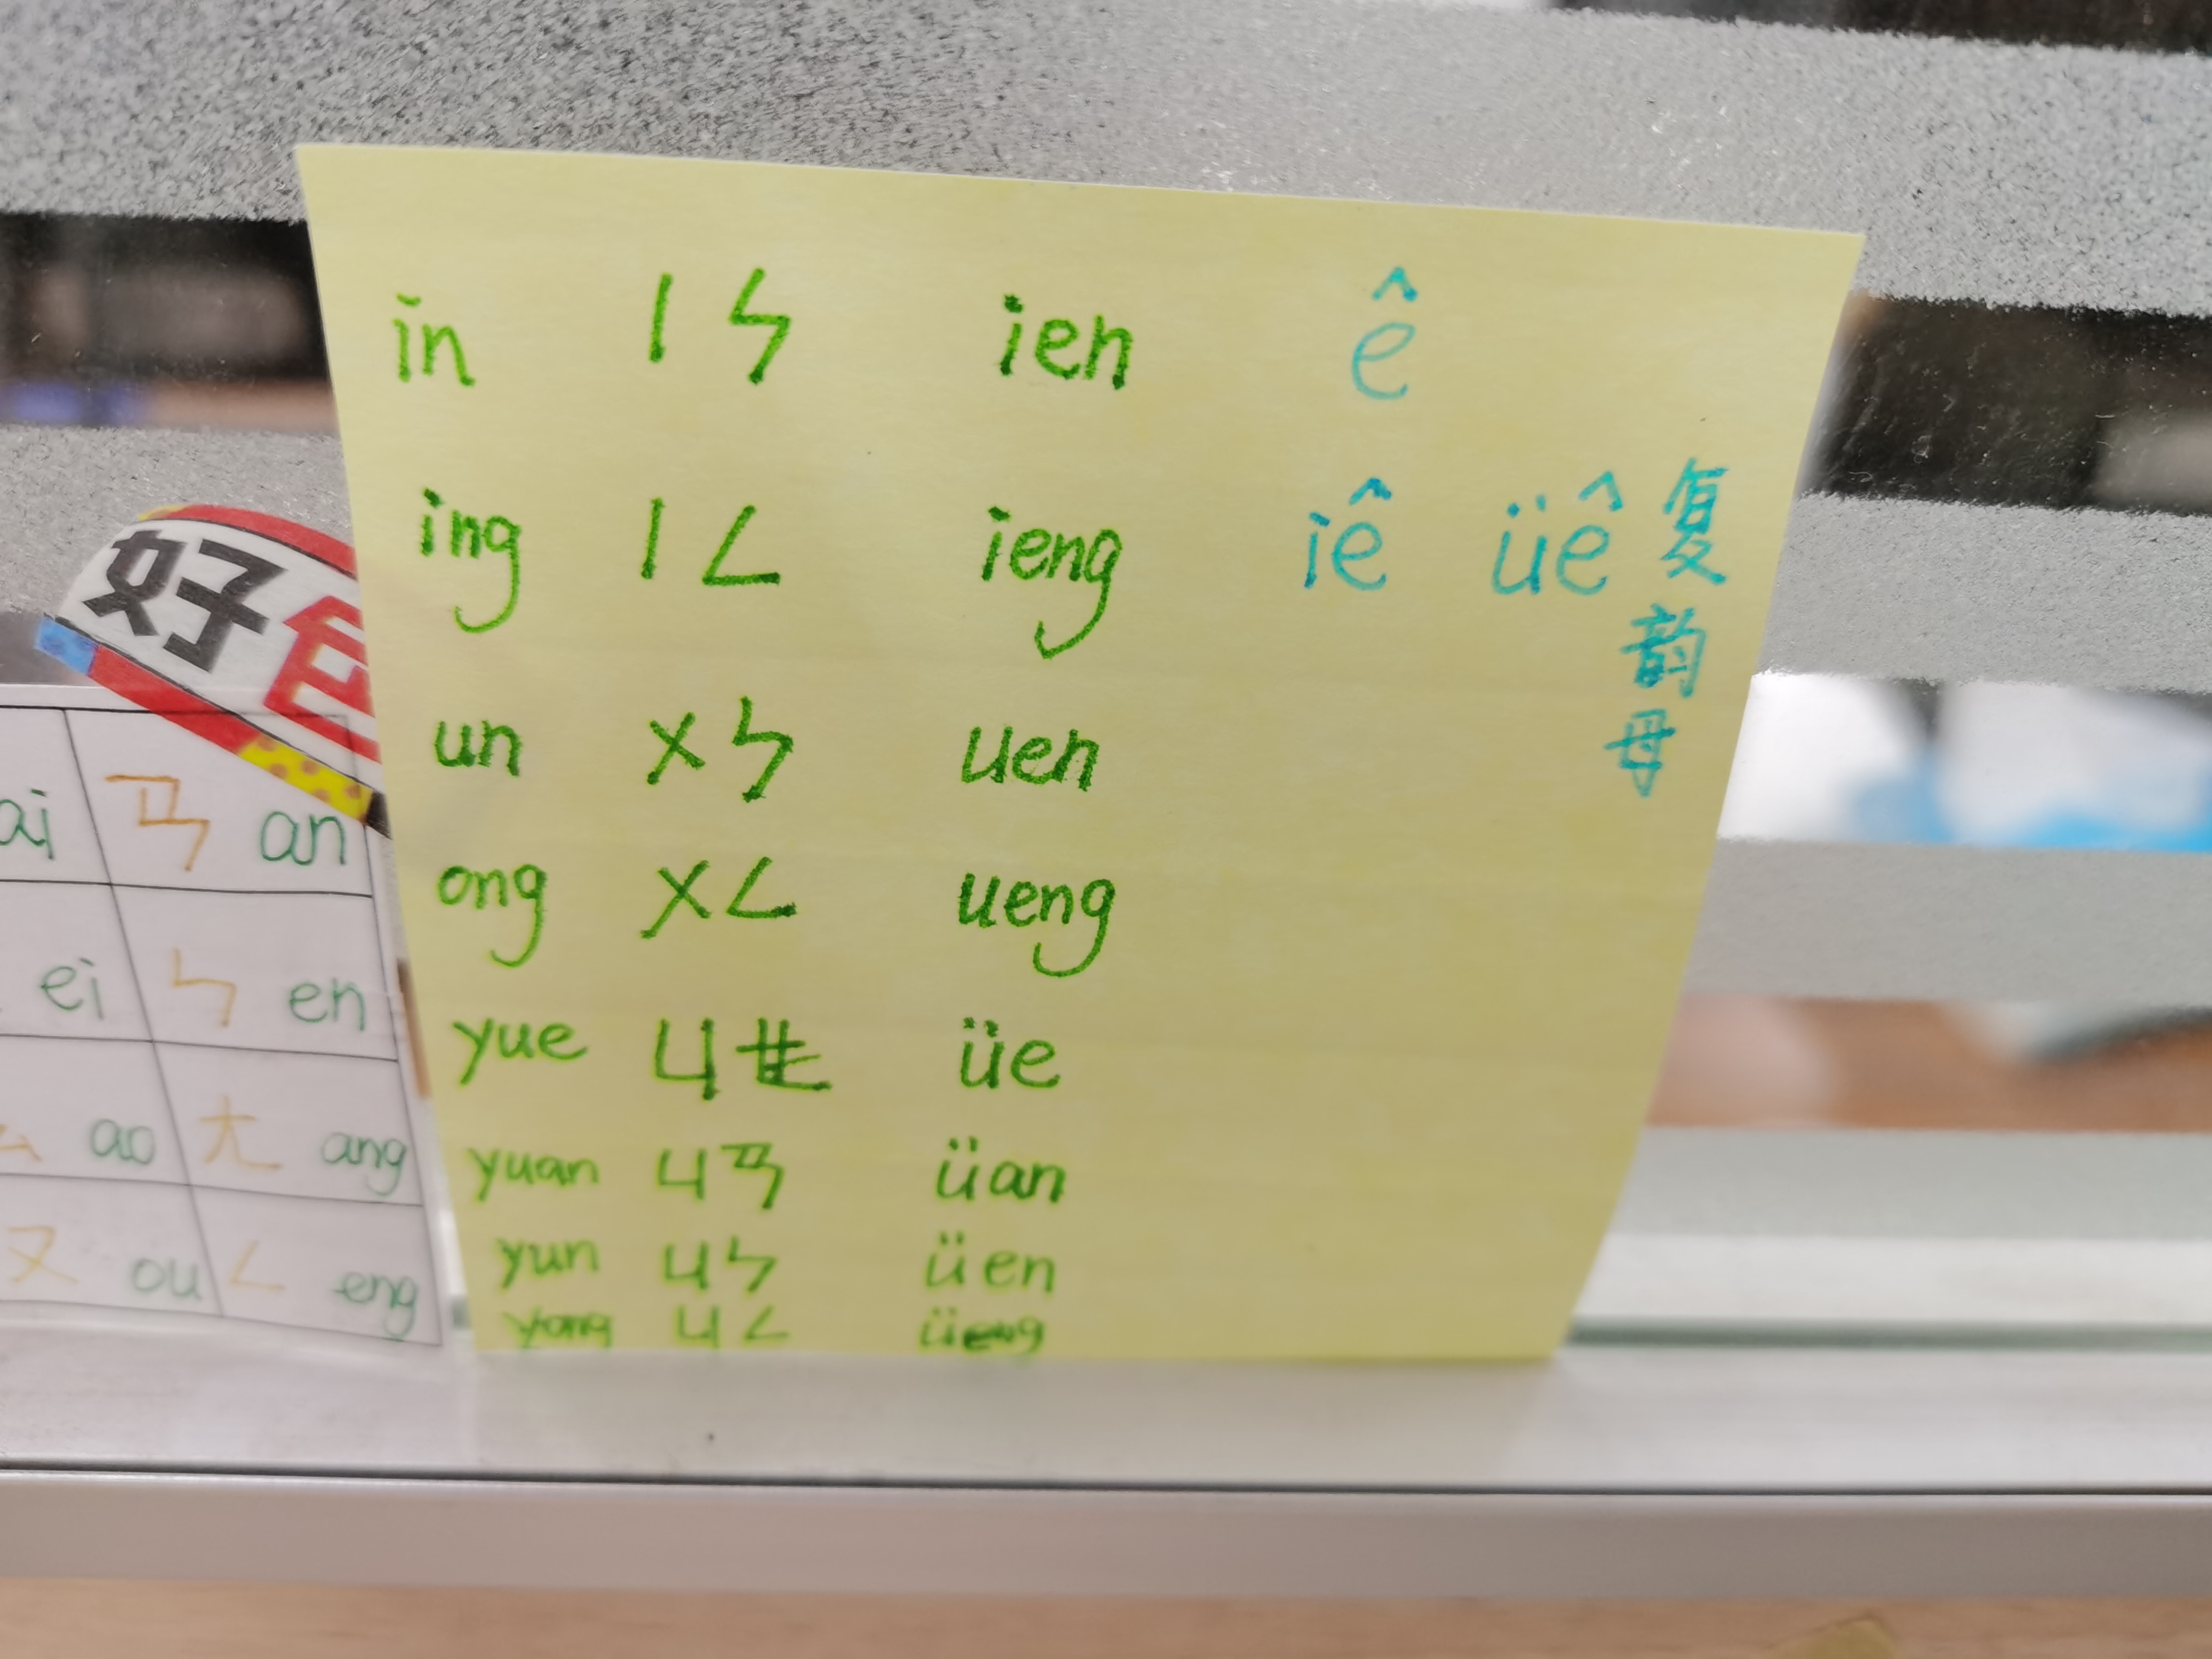 in ㄧㄣ ien ê
ing ㄧㄥ ieng iê üê 复韵母
un ㄨㄣ uen
ong ㄨㄥ ueng
yue ㄩㄝ üe
yuan ㄩㄢ üan
yun ㄩㄣ üen
yong ㄩㄥ üeng
好
ai ㄢ an
ei ㄣ en
ㄠ ao ㄤ ang
ㄡ ou ㄥ eng